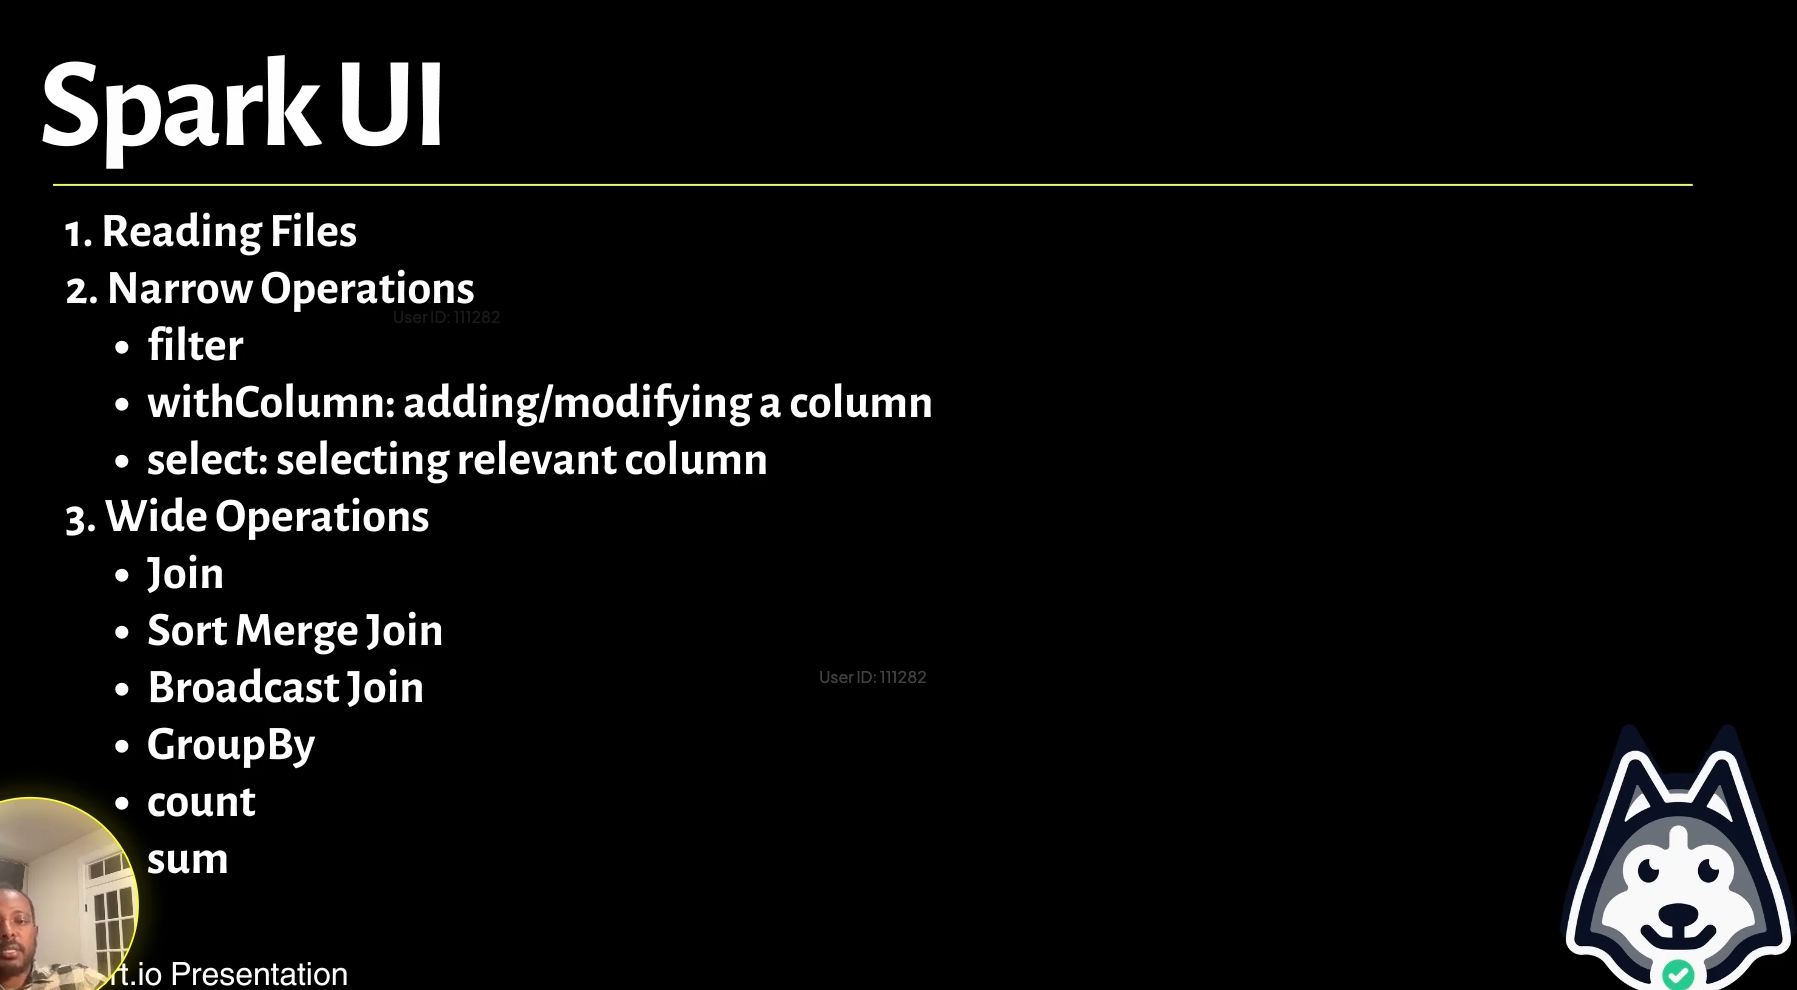 Spark UI
1. Reading Files
2. Narrow Operations
User ID: 111282
• filter
• withColumn: adding/modifying a column
• select: selecting relevant column
3. Wide Operations
• Join
• Sort Merge Join
• Broadcast Join
User ID: 111282
• GroupBy
• count
sum
rt.io Presentation